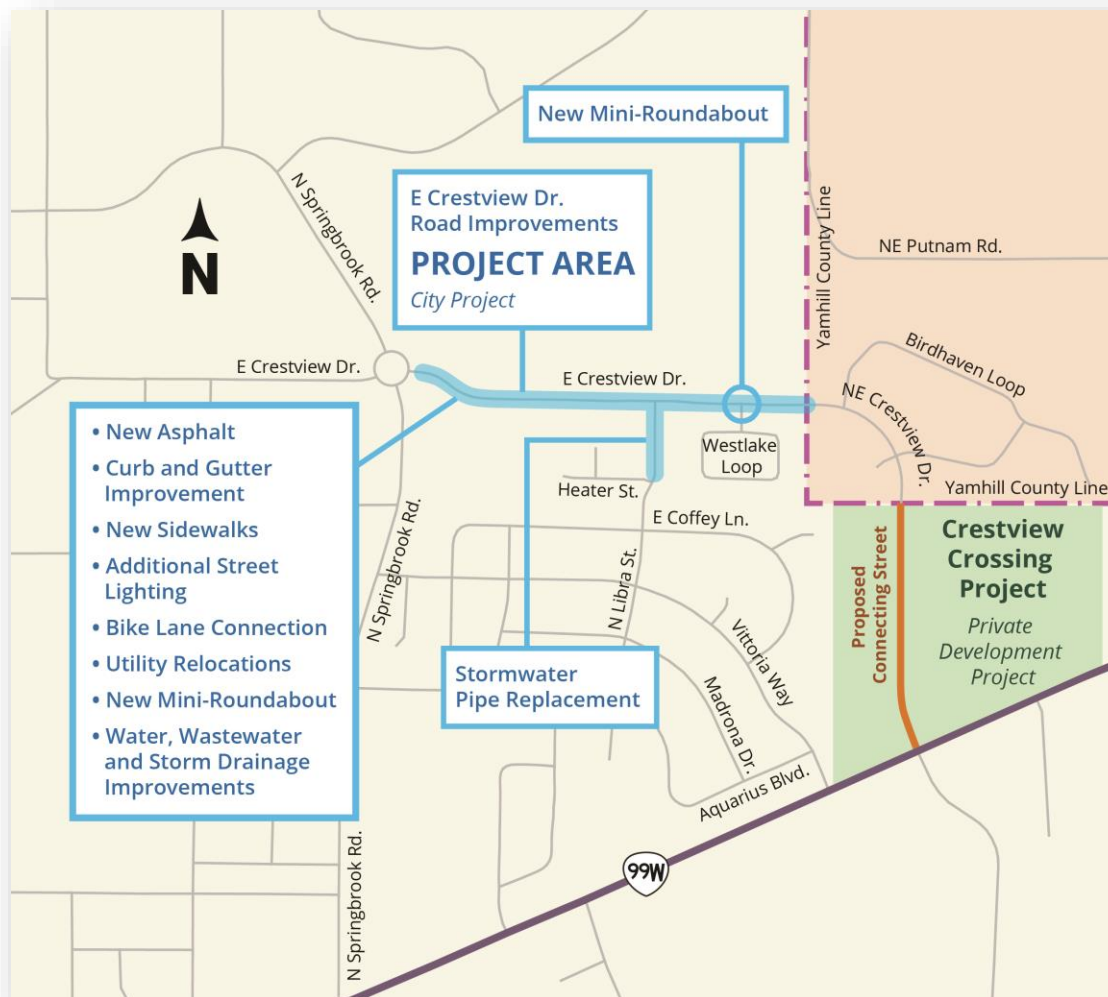 New Mini-Roundabout
N Springbrook Rd.
E Crestview Dr.
Road Improvements
PROJECT AREA
City Project
N
Yamhill County Line
NE Putnam Rd.
E Crestview Dr.
E Crestview Dr.
Birdhaven Loop
NE Crestview Dr.
Westlake
Loop
Heater St.
Yamhill County Line
• New Asphalt
• Curb and Gutter
Improvement
• New Sidewalks
• Additional Street
Lighting
• Bike Lane Connection
• Utility Relocations
• New Mini-Roundabout
• Water, Wastewater
and Storm Drainage
Improvements
N Springbrook Rd.
E Coffey Ln.
N Libra St.
Vittoria Way
Madrona Dr.
Aquarius Blvd.
Stormwater
Pipe Replacement
Proposed
Connecting Street
Crestview
Crossing
Project
Private
Development
Project
99W
N Springbrook Rd.